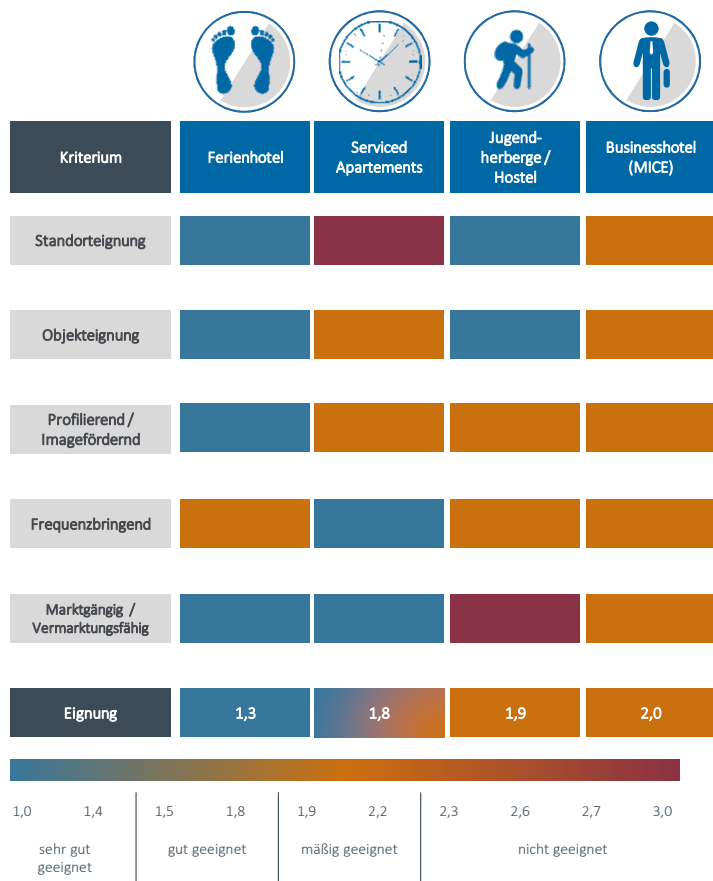 Kriterium
Ferienhotel
Serviced
Apartements
Jugend-
herberge /
Hostel
Businesshotel
(MICE)
Standorteignung
Objekteignung
Profilierend /
Imagefördernd
Frequenzbringend
Marktgängig /
Vermarktungsfähig
Eignung 1,3 1,8 1,9 2,0
1,0 1,4 1,5 1,8 1,9 2,2 2,3 2,6 2,7 3,0
sehr gut
geeignet
gut geeignet
mäßig geeignet
nicht geeignet